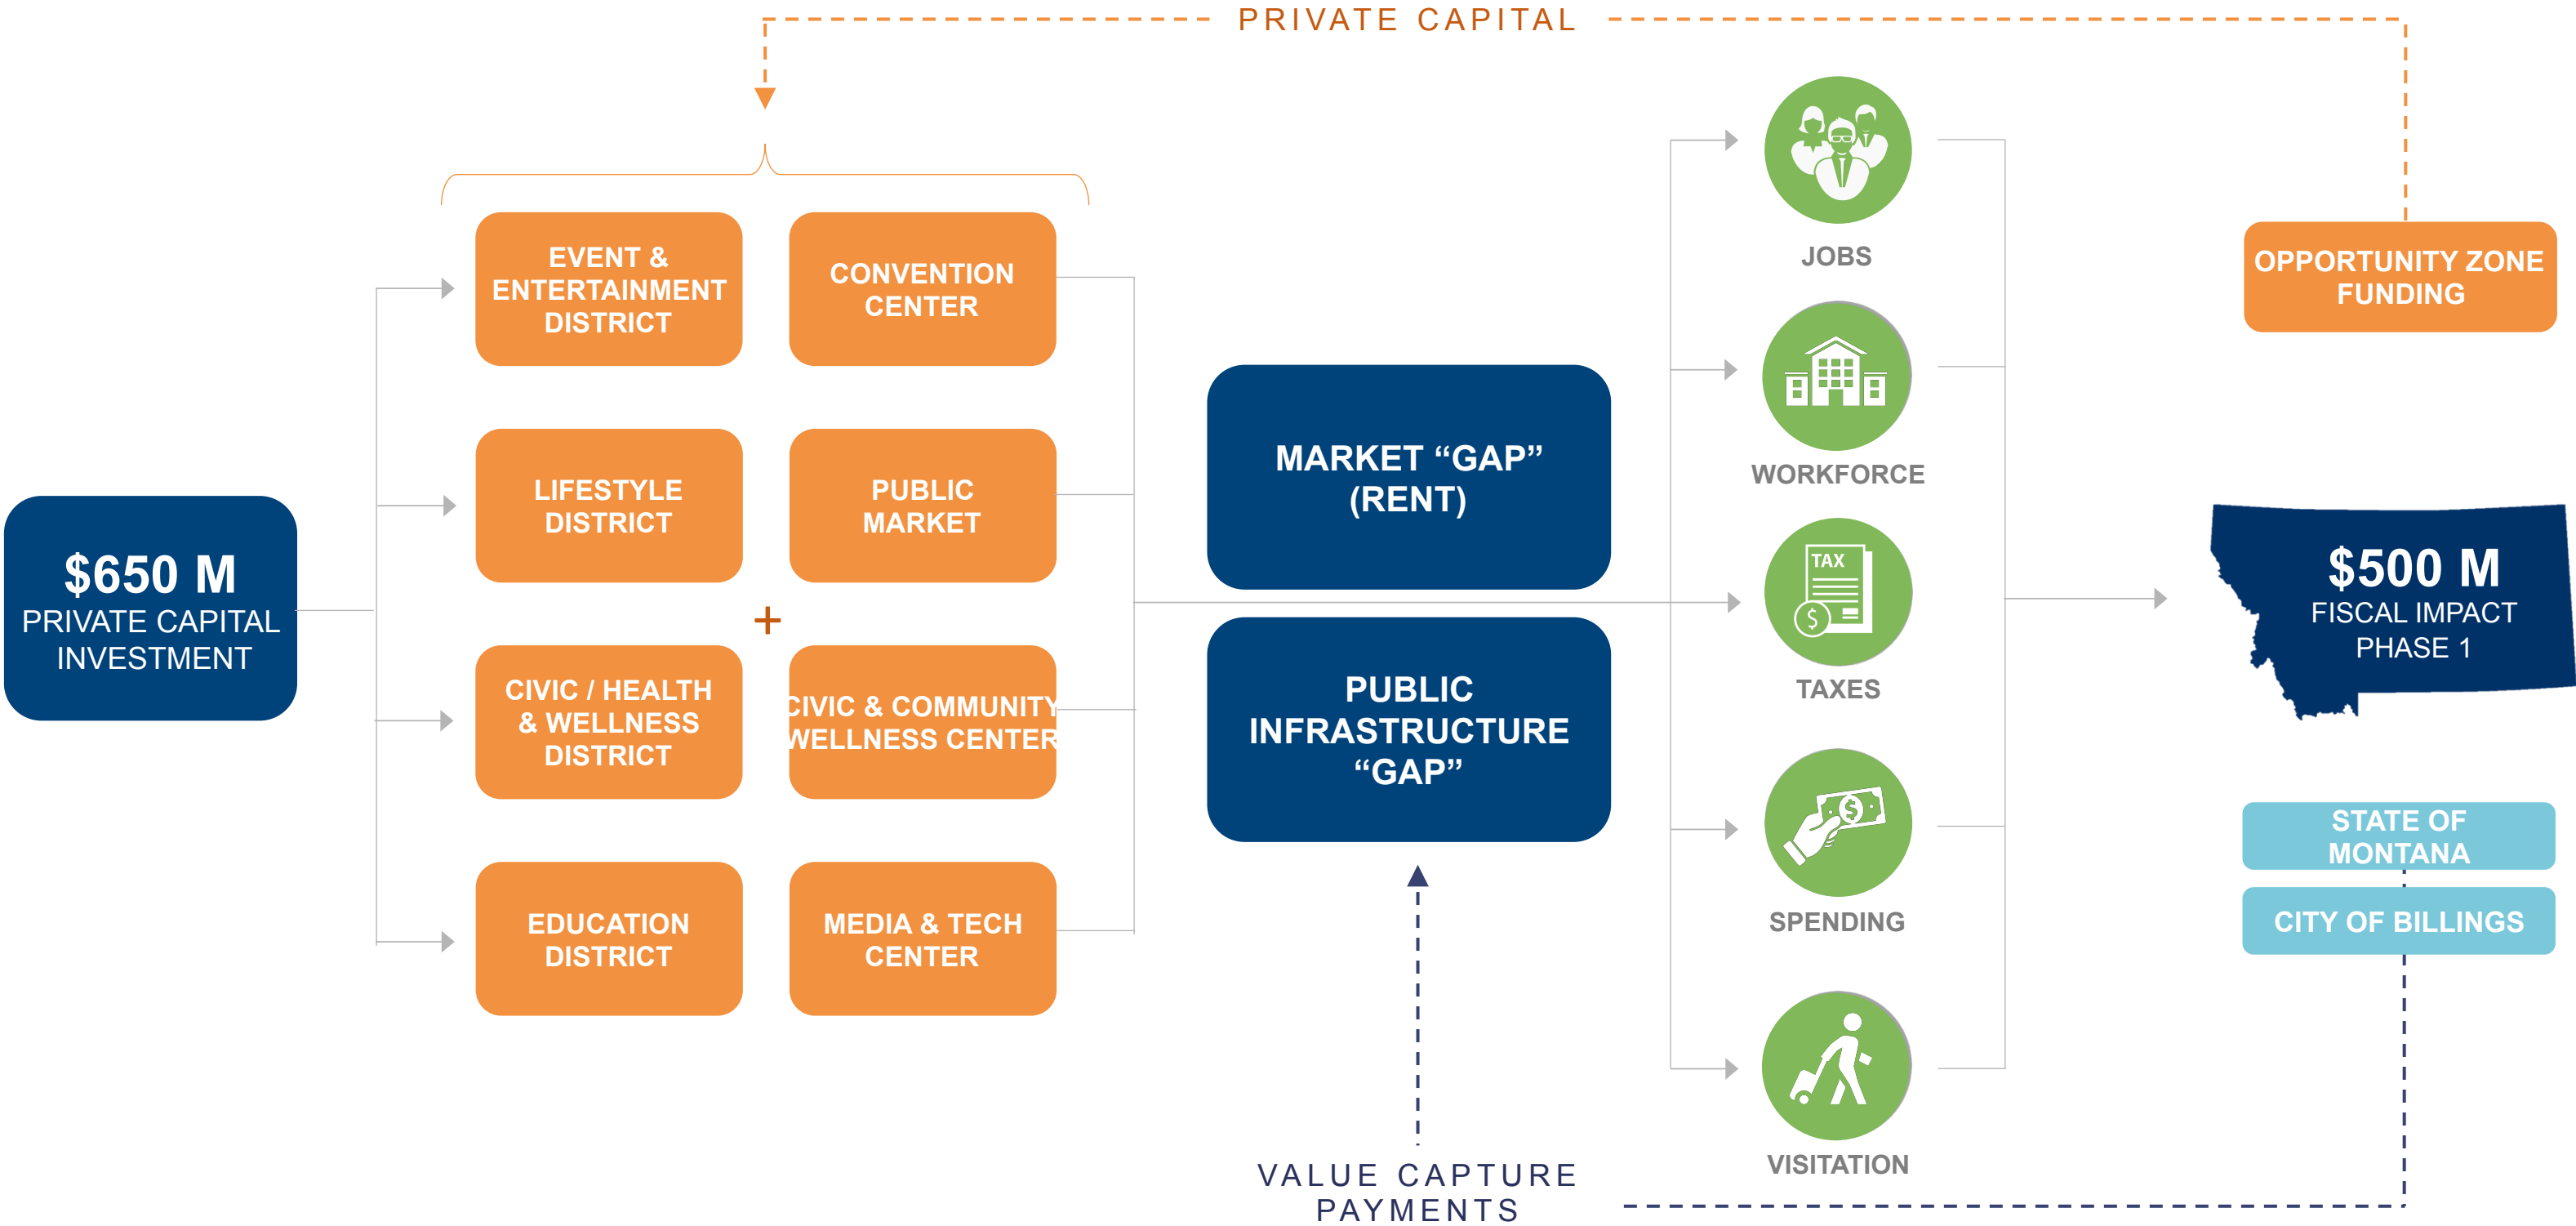 PRIVATE CAPITAL
$650 M
PRIVATE CAPITAL
INVESTMENT
EVENT &
ENTERTAINMENT
DISTRICT
CONVENTION
CENTER
LIFESTYLE
DISTRICT
PUBLIC
MARKET
+
CIVIC / HEALTH
& WELLNESS
DISTRICT
CIVIC & COMMUNITY
WELLNESS CENTER
EDUCATION
DISTRICT
MEDIA & TECH
CENTER
MARKET “GAP”
(RENT)
PUBLIC
INFRASTRUCTURE
“GAP”
VALUE CAPTURE
PAYMENTS
JOBS
WORKFORCE
TAX
$
TAXES
$
SPENDING
VISITATION
OPPORTUNITY ZONE
FUNDING
$500 M
FISCAL IMPACT
PHASE 1
STATE OF
MONTANA
CITY OF BILLINGS